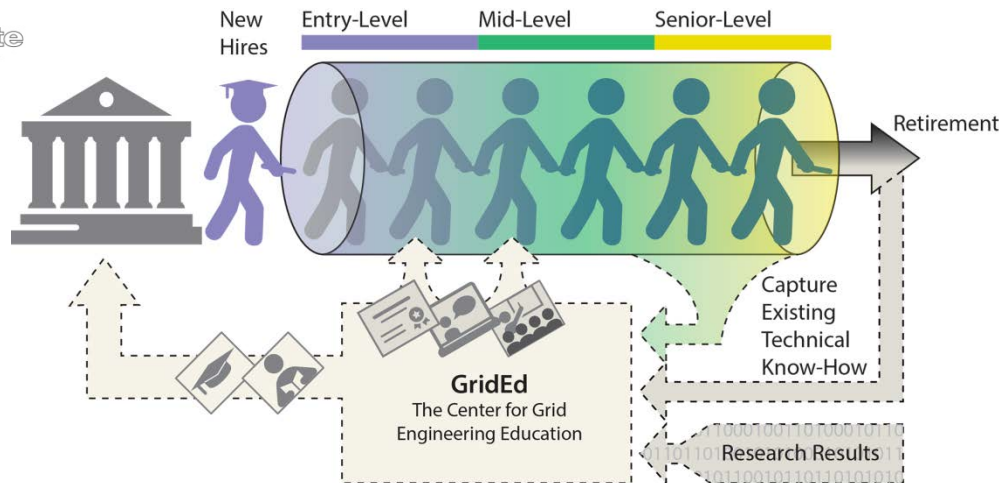 New
Hires
Entry-Level
Mid-Level
Senior-Level
Retirement
Capture
Existing
Technical
Know-How
GridEd
The Center for Grid
Engineering Education
Research Results